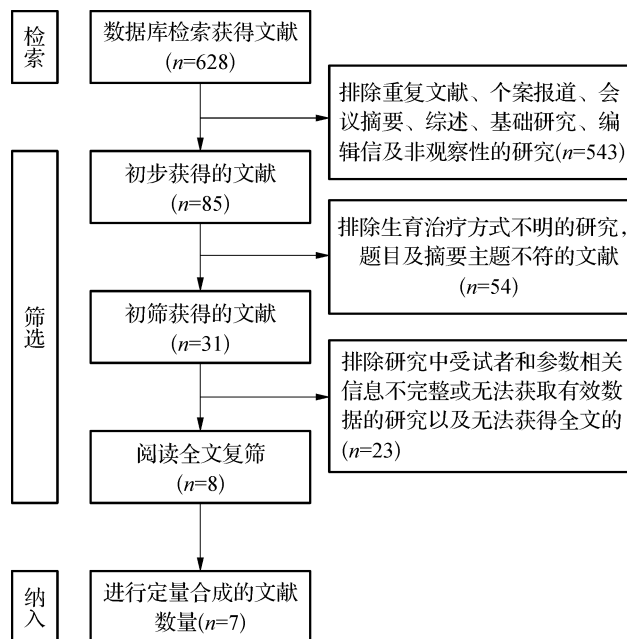 检
索
数据库检索获得文献
(n=628)
排除重复文献、个案报道、会
议摘要、综述、基础研究、编
辑信及非观察性的研究(n=543)
筛
选
初步获得的文献
(n=85)
排除生育治疗方式不明的研究,
题目及摘要主题不符的文献
(n=54)
初筛获得的文献
(n=31)
排除研究中受试者和参数相关
信息不完整或无法获取有效数
据的研究以及无法获得全文的
(n=23)
阅读全文复筛
(n=8)
纳
入
进行定量合成的文献
数量(n=7)